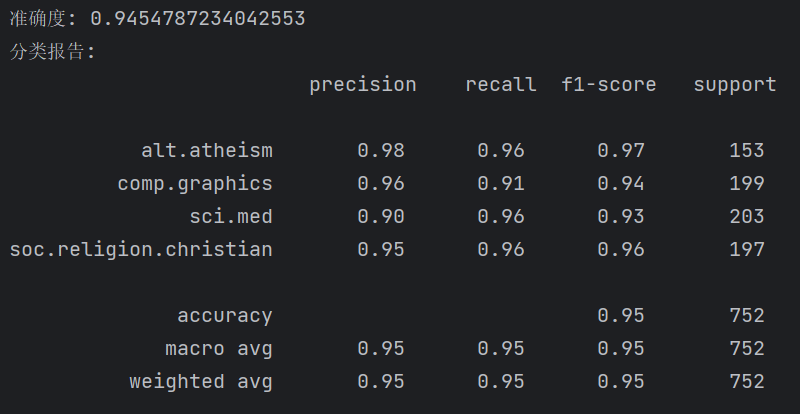 准确度: 0.9454787234042553
分类报告:
precision recall f1-score support
alt.atheism 0.98 0.96 0.97 153
comp.graphics 0.96 0.91 0.94 199
sci.med 0.90 0.96 0.93 203
soc.religion.christian 0.95 0.96 0.96 197
accuracy 0.95 752
macro avg 0.95 0.95 0.95 752
weighted avg 0.95 0.95 0.95 752